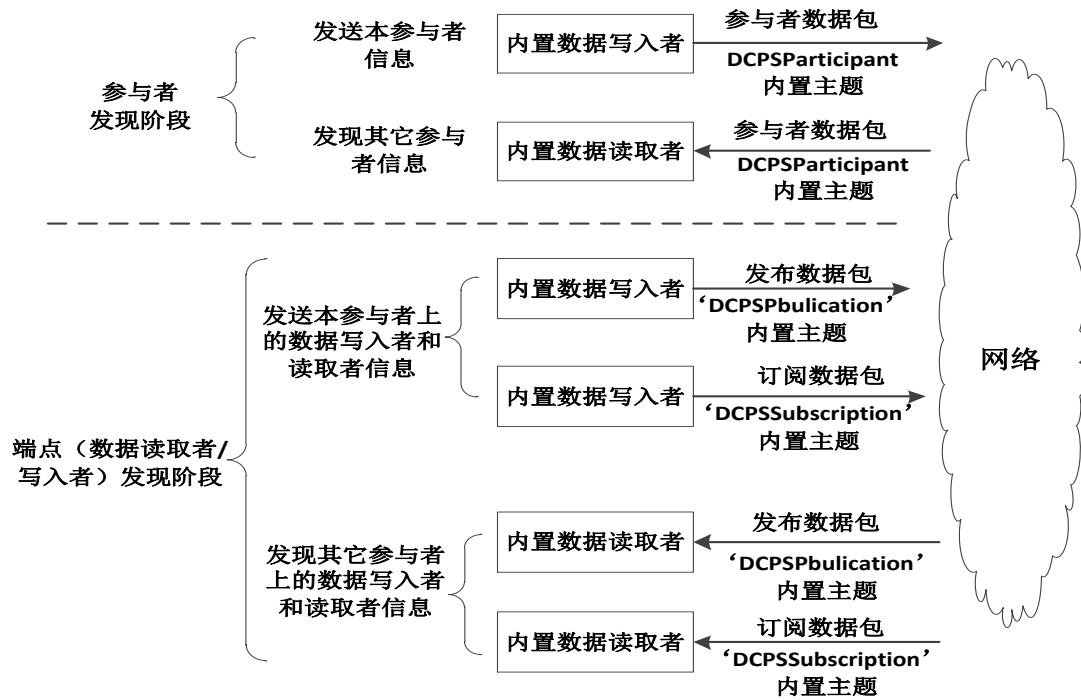 参与者
发现阶段
发送本参与者
信息
内置数据写入者
参与者数据包
DCPSParticipant
内置主题
发现其它参与
者信息
内置数据读取者
参与者数据包
DCPSParticipant
内置主题
端点（数据读取者/
写入者）发现阶段
发送本参与者上
的数据写入者和
读取者信息
内置数据写入者
发布数据包
‘DCPSPbulication’
内置主题
内置数据写入者
订阅数据包
‘DCPSSubscription’
内置主题
发现其它参与者
上的数据写入者
和读取者信息
内置数据读取者
发布数据包
‘DCPSPbulication’
内置主题
内置数据读取者
订阅数据包
‘DCPSSubscription’
内置主题
网络